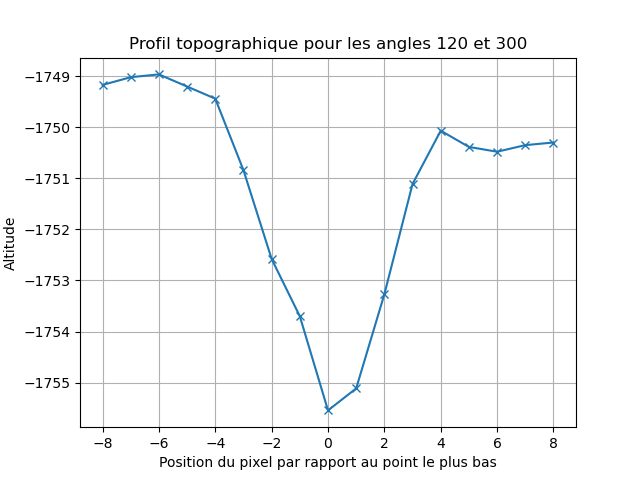 Profil topographique pour les angles 120 et 300
−1749
−1750
−1751
−1752
−1753
−1754
−1755
Altitude
−8 −6 −4 −2 0 2 4 6 8
Position du pixel par rapport au point le plus bas